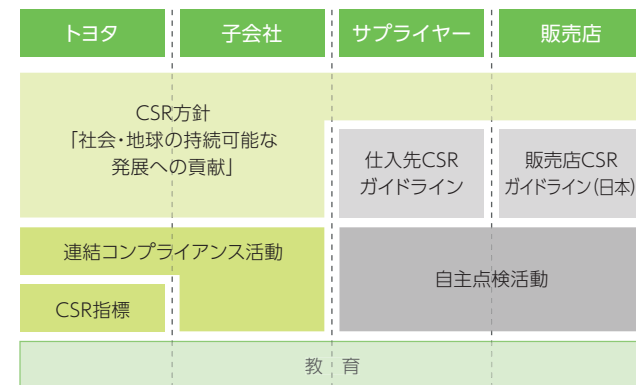 トヨタ
子会社
サプライヤー
販売店
CSR方針
「社会・地球の持続可能な
発展への貢献」
仕入先CSR
ガイドライン
販売店CSR
ガイドライン(日本)
連結コンプライアンス活動
自主点検活動
CSR指標
教育